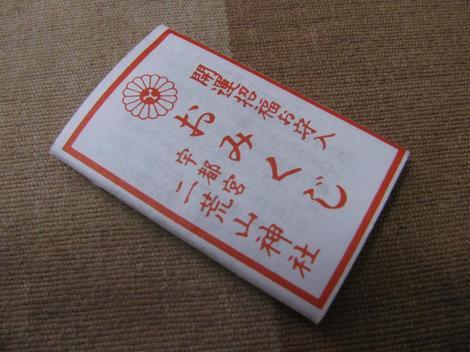 開運招福お守入
おみくじ
宇都宮
二荒山神社